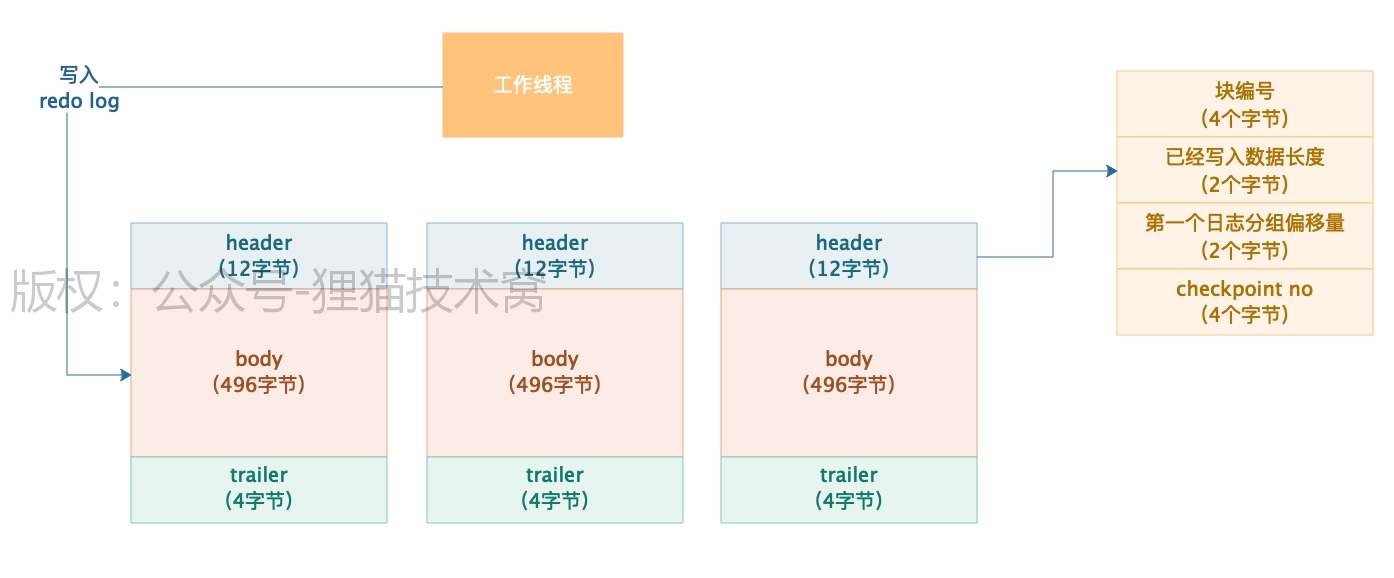 写入
redo log
工作线程
header
(12字节)
body
(496字节)
trailer
(4字节)
header
(12字节)
body
(496字节)
trailer
(4字节)
header
(12字节)
body
(496字节)
trailer
(4字节)
块编号
(4个字节)
已经写入数据长度
(2个字节)
第一个日志分组偏移量
(2个字节)
checkpoint no
(4个字节)
版权：公众号-狸猫技术窝